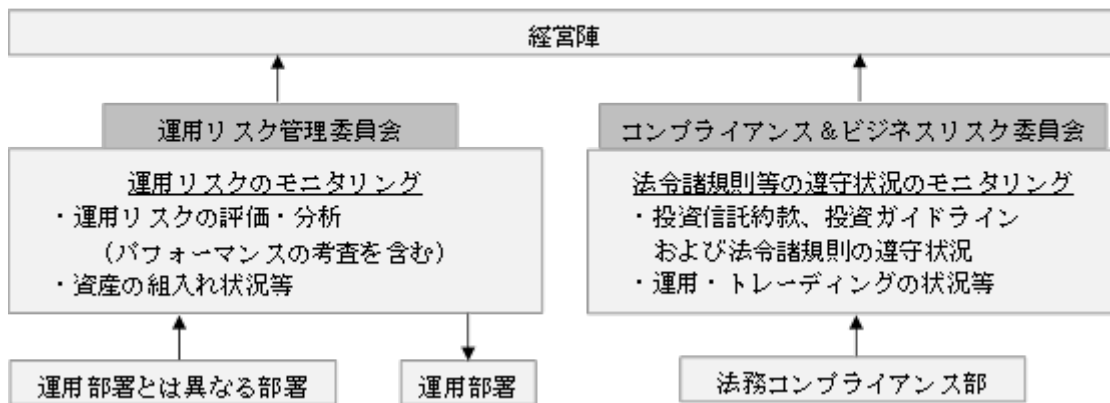 経営陣
運用リスク管理委員会
運用リスクのモニタリング
・運用リスクの評価・分析
（パフォーマンスの考査を含む）
・資産の組入れ状況等
運用部署とは異なる部署
運用部署
コンプライアンス＆ビジネスリスク委員会
法令諸規則等の遵守状況のモニタリング
・投資信託約款、投資ガイドライン
および法令諸規則の遵守状況
・運用・トレーディングの状況等
法務コンプライアンス部